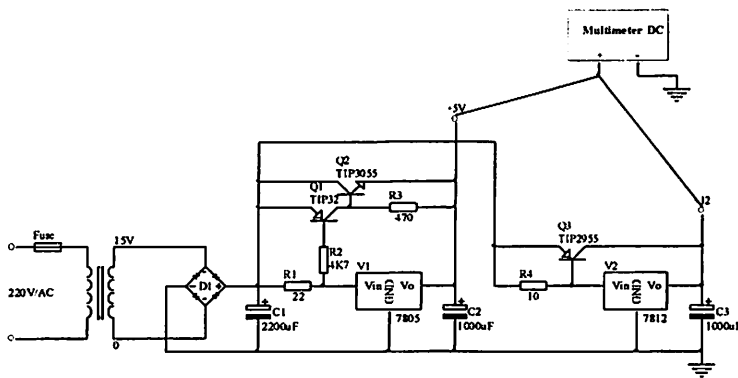 Multimeter DC
+ -
+5V
Q2
TIP3055
Q1
TIP32
R3
470
12
Q3
TIP2955
Fuse
15V
R2
4K7
220V/AC
D1
R1
22
V1
Vin
GND
Vo
7805
R4
10
V2
Vin
GND
Vo
7812
C1
2200uF
C2
1000uF
C3
1000uF
0